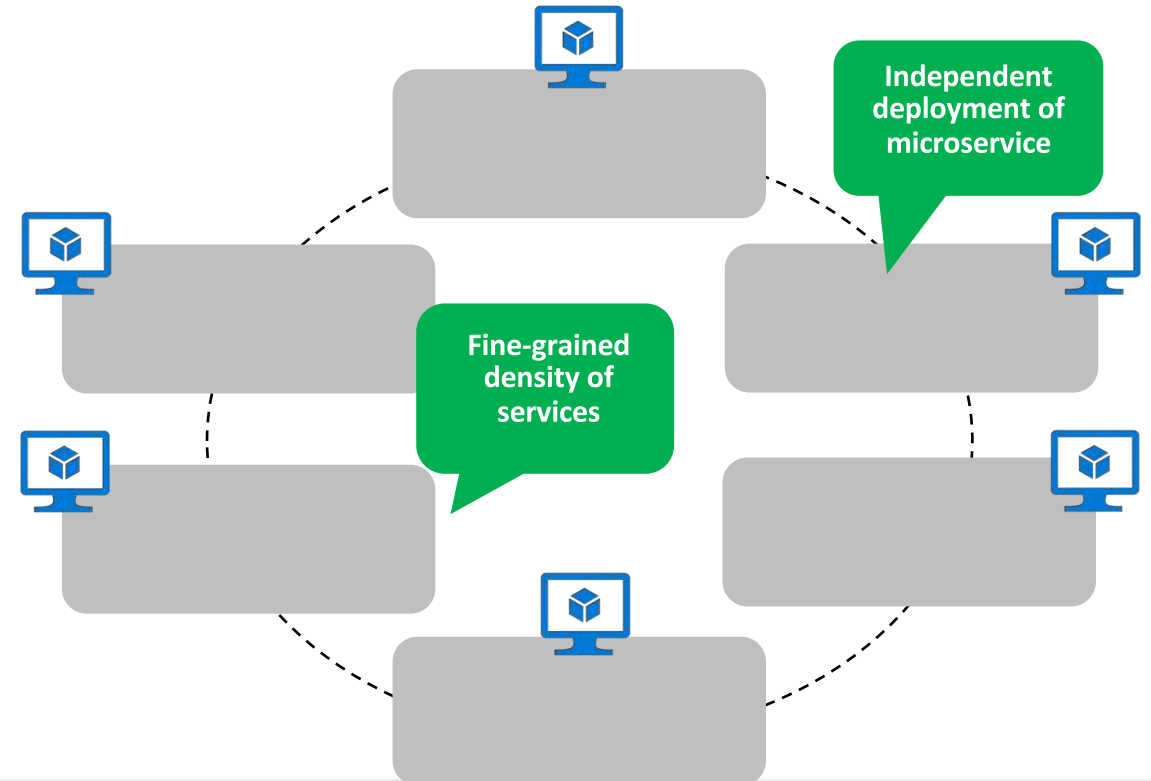 Independent
deployment of
microservice
Fine-grained
density of
services